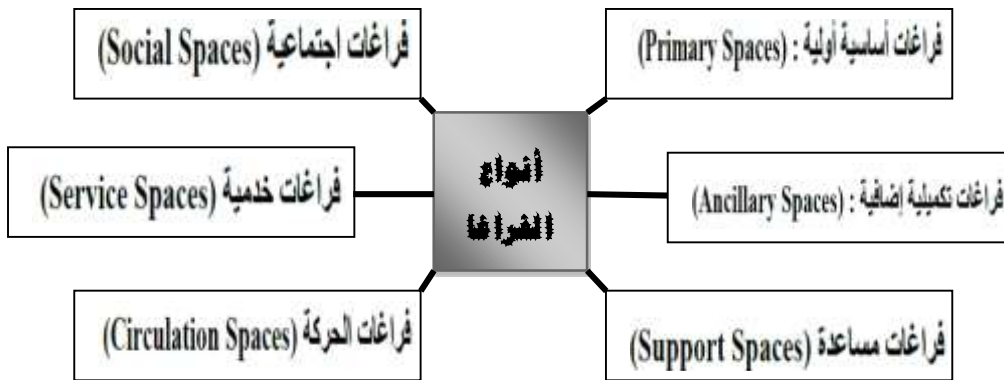 فراغات أساسية أولية : (Primary Spaces)
فراغات اجتماعية (Social Spaces)
أنواع
الفراغا
فراغات تكميلية إضافية : (Ancillary Spaces)
فراغات خدمية (Service Spaces)
فراغات مساعدة (Support Spaces)
فراغات الحركة (Circulation Spaces)